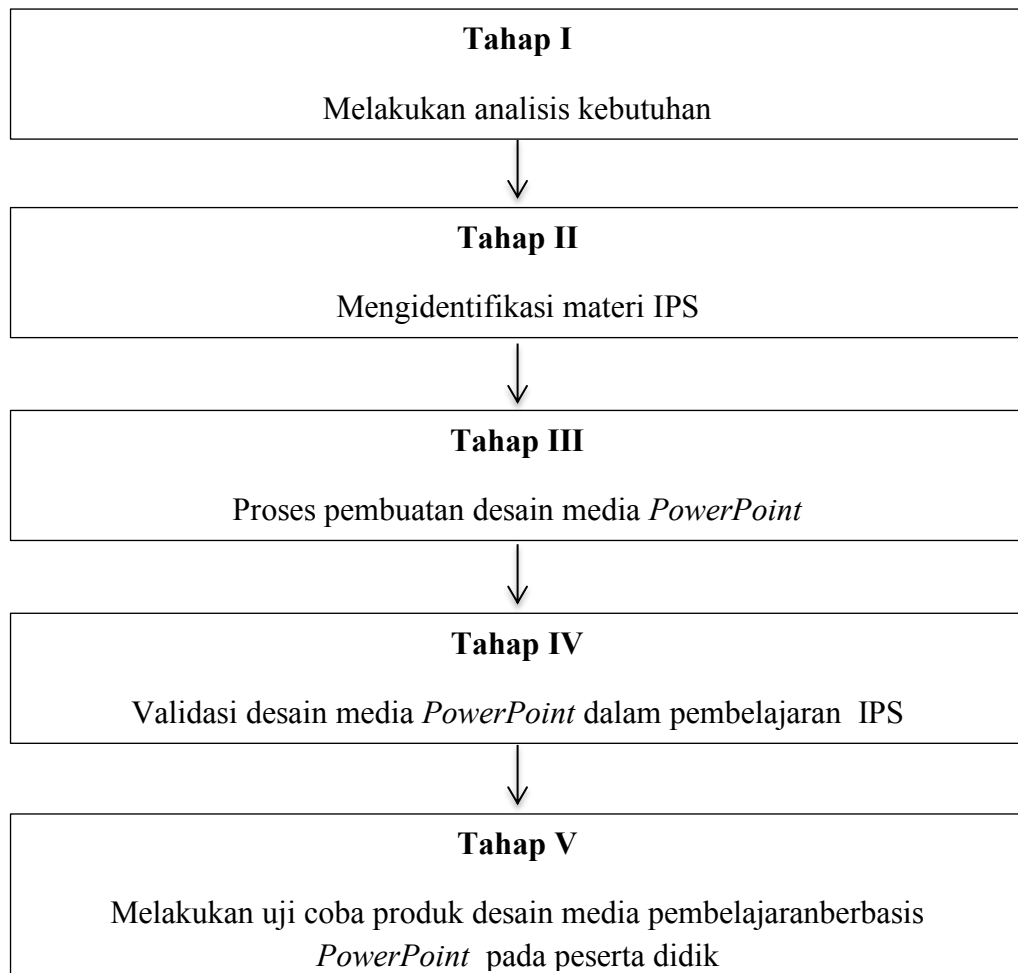 Tahap I
Melakukan analisis kebutuhan
Tahap II
Mengidentifikasi materi IPS
Tahap III
Proses pembuatan desain media PowerPoint
Tahap IV
Validasi desain media PowerPoint dalam pembelajaran  IPS
Tahap V
Melakukan uji coba produk desain media pembelajaranberbasis
PowerPoint  pada peserta didik